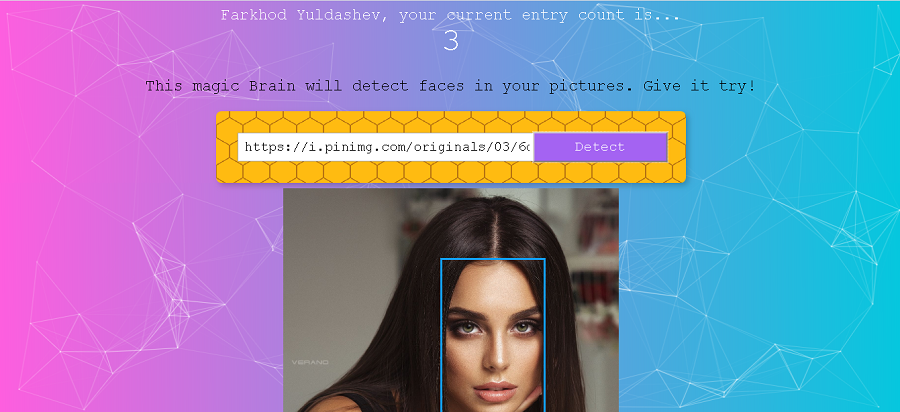 Farkhod Yuldashev, your current entry count is...
3
This magic Brain will detect faces in your pictures. Give it try!
https://i.pinimg.com/originals/03/6 Detect
VERANO